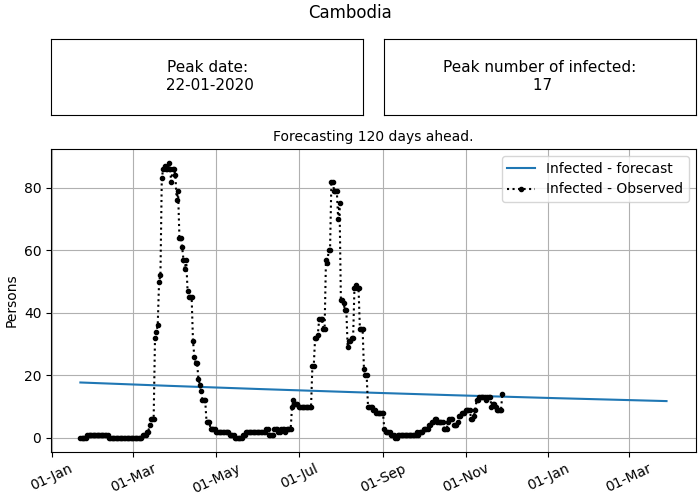 Cambodia
Peak date:
22-01-2020
Peak number of infected:
17
Forecasting 120 days ahead.
Infected - forecast
Infected - Observed
Persons
80
60
40
20
0
01-Jan 01-Mar 01-May 01-Jul 01-Sep 01-Nov 01-Jan 01-Mar